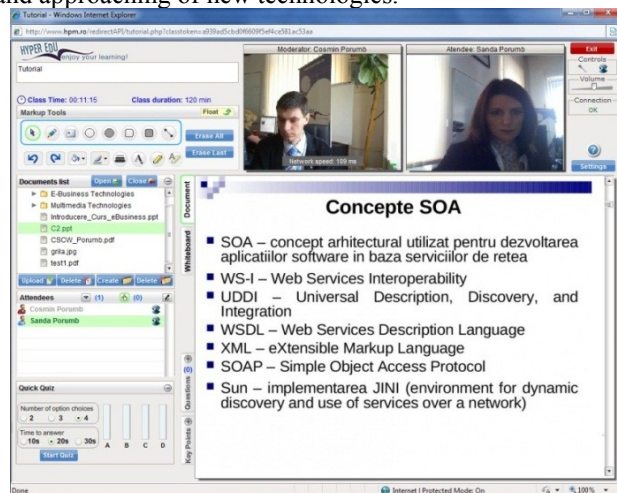 and approaching of new technologies.
Tutorial - Windows Internet Explorer
HYPER EDU
enjoy your learning!
Tutorial
Class Time: 00:11:15 Class duration: 120 min
Markup Tools
Float
Erase All
Erase Last
Moderator: Cosmin Porumb
Network speed: 109 ms
Atendee: Sanda Porumb
Exit
Controls
Volume
Connection
OK
Settings
Documents list
Open
Close
E-Business Technologies
Multimedia Technologies
Introducere_Curs_eBusiness.ppt
C2.ppt
CSCW_Porumb.pdf
grila.jpg
test1.pdf
Upload
Delete
Create
Delete
Attendees (1) (0)
Cosmin Porumb
Sanda Porumb
Quick Quiz
Number of option choices
2 3 4
Time to answer
10s 20s 30s
A B C D
Start Quiz
Document
Whiteboard
(0)
Questions
Key Points
Concepte SOA
SOA – concept arhitectural utilizat pentru dezvoltarea
aplicatiilor software in baza serviciilor de retea
WS-I – Web Services Interoperability
UDDI – Universal Description, Discovery, and
Integration
WSDL – Web Services Description Language
XML – eXtensible Markup Language
SOAP – Simple Object Access Protocol
Sun – implementarea JINI (environment for dynamic
discovery and use of services over a network)
Done
Internet | Protected Mode: On
100%